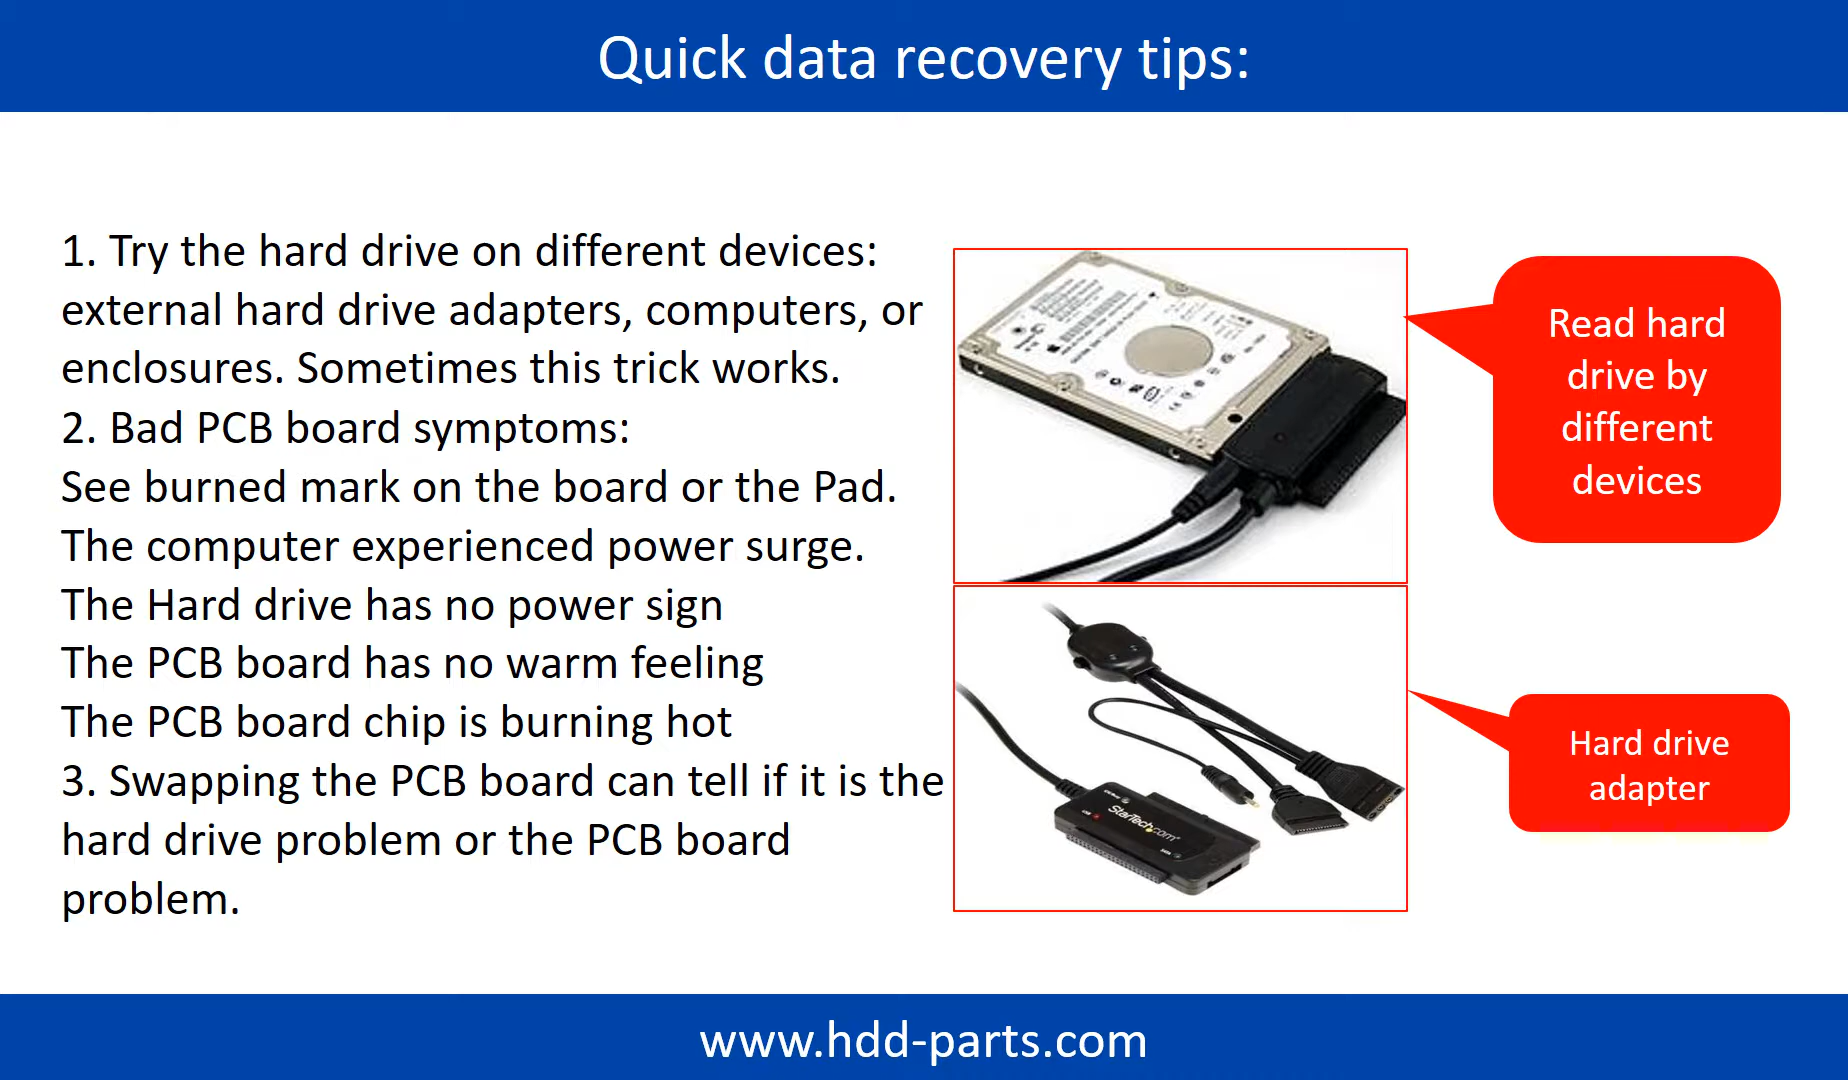 Quick data recovery tips:
1. Try the hard drive on different devices:
external hard drive adapters, computers, or
enclosures. Sometimes this trick works.
2. Bad PCB board symptoms:
See burned mark on the board or the Pad.
The computer experienced power surge.
The Hard drive has no power sign
The PCB board has no warm feeling
The PCB board chip is burning hot
3. Swapping the PCB board can tell if it is the
hard drive problem or the PCB board
problem.
Read hard
drive by
different
devices
StarTech.com
Hard drive
adapter
www.hdd-parts.com